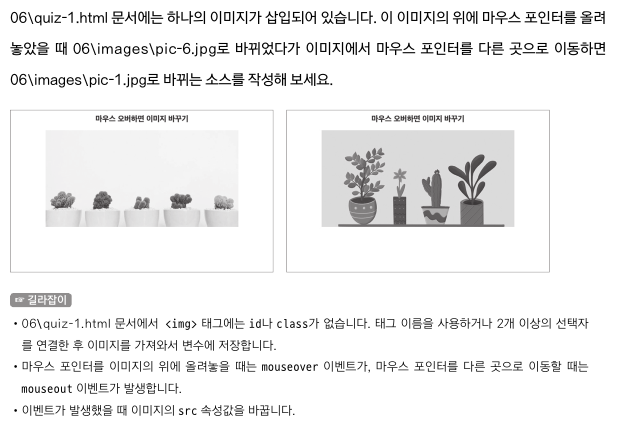 06\quiz-1.html 문서에는 하나의 이미지가 삽입되어 있습니다. 이 이미지의 위에 마우스 포인터를 올려
놓았을 때 06\images\pic-6.jpg로 바뀌었다가 이미지에서 마우스 포인터를 다른 곳으로 이동하면
06\images\pic-1.jpg로 바뀌는 소스를 작성해 보세요.
마우스 오버하면 이미지 바꾸기
마우스 오버하면 이미지 바꾸기
☞ 길라잡이
• 06\quiz-1.html 문서에서 <img> 태그에는 id나 class가 없습니다. 태그 이름을 사용하거나 2개 이상의 선택자
를 연결한 후 이미지를 가져와서 변수에 저장합니다.
• 마우스 포인터를 이미지의 위에 올려놓을 때는 mouseover 이벤트가, 마우스 포인터를 다른 곳으로 이동할 때는
mouseout 이벤트가 발생합니다.
• 이벤트가 발생했을 때 이미지의 src 속성값을 바꿉니다.